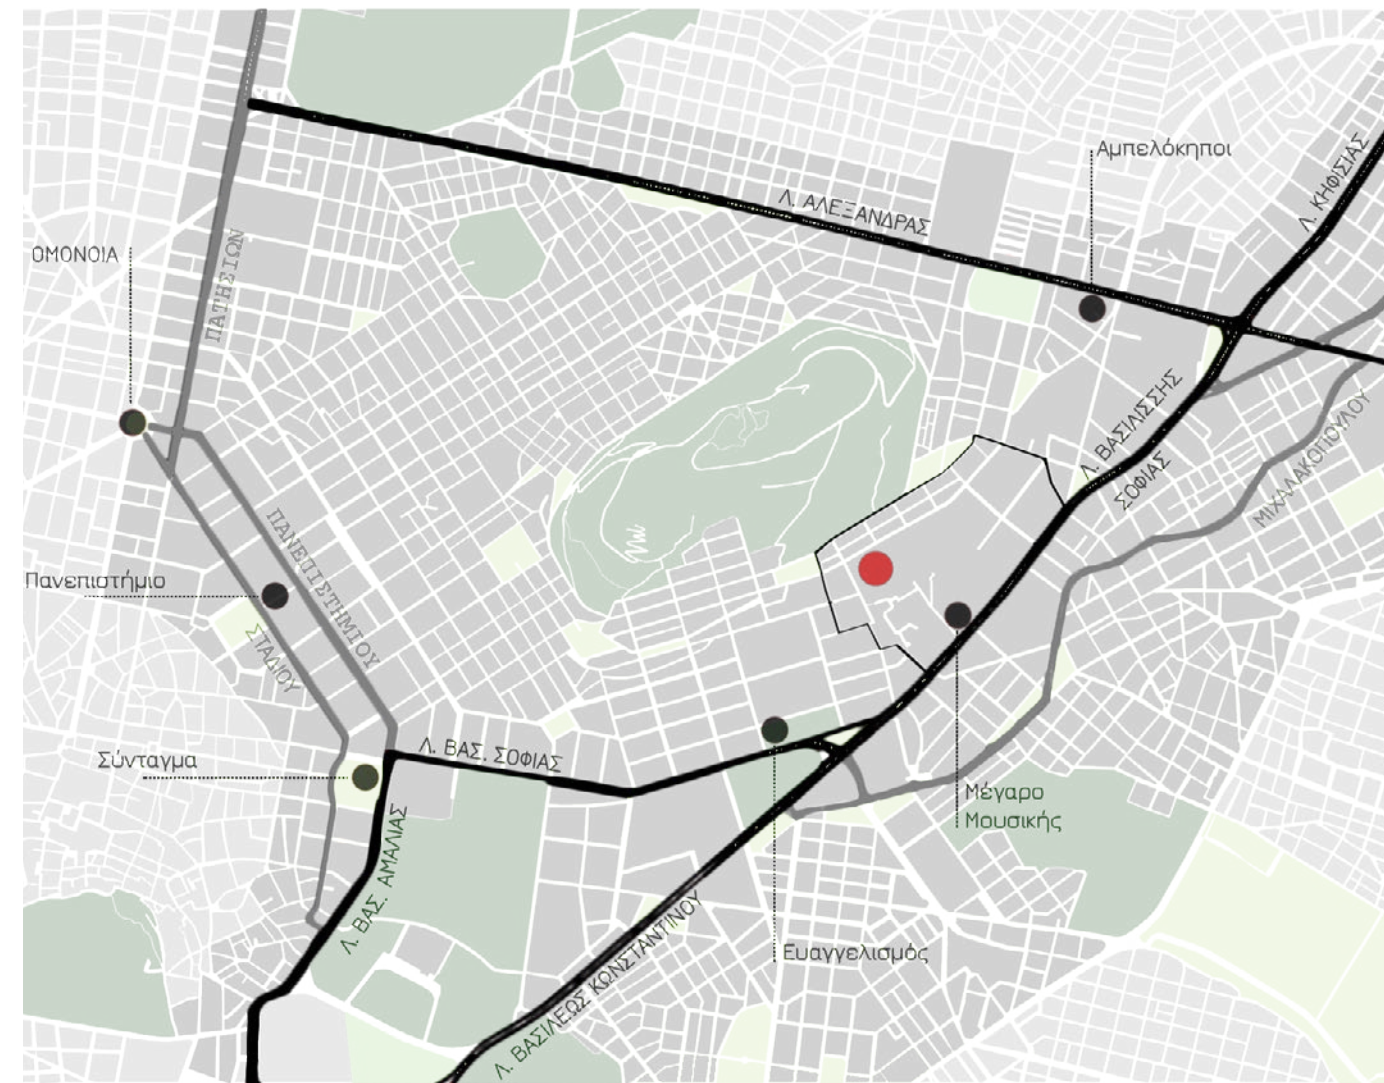 Αμπελόκηποι
Λ. ΚΗΦΙΣΙΑΣ
Λ. ΑΛΕΞΑΝΔΡΑΣ
ΟΜΟΝΟΙΑ
ΠΑΤΗΣΙΩΝ
Λ. ΒΑΣΙΛΙΣΣΗΣ
ΣΟΦΙΑΣ
ΜΙΧΑΛΑΚΟΠΟΥΛΟΥ
ΠΑΝΕΠΙΣΤΗΜΙΟΥ
Πανεπιστήμιο
ΣΤΑΔΙΟΥ
Λ. ΒΑΣ. ΣΟΦΙΑΣ
Σύνταγμα
Μέγαρο
Μουσικής
Λ. ΒΑΣ. ΑΜΑΛΙΑΣ
Ευαγγελισμός
Λ. ΒΑΣΙΛΕΩΣ ΚΩΝΣΤΑΝΤΙΝΟΥ